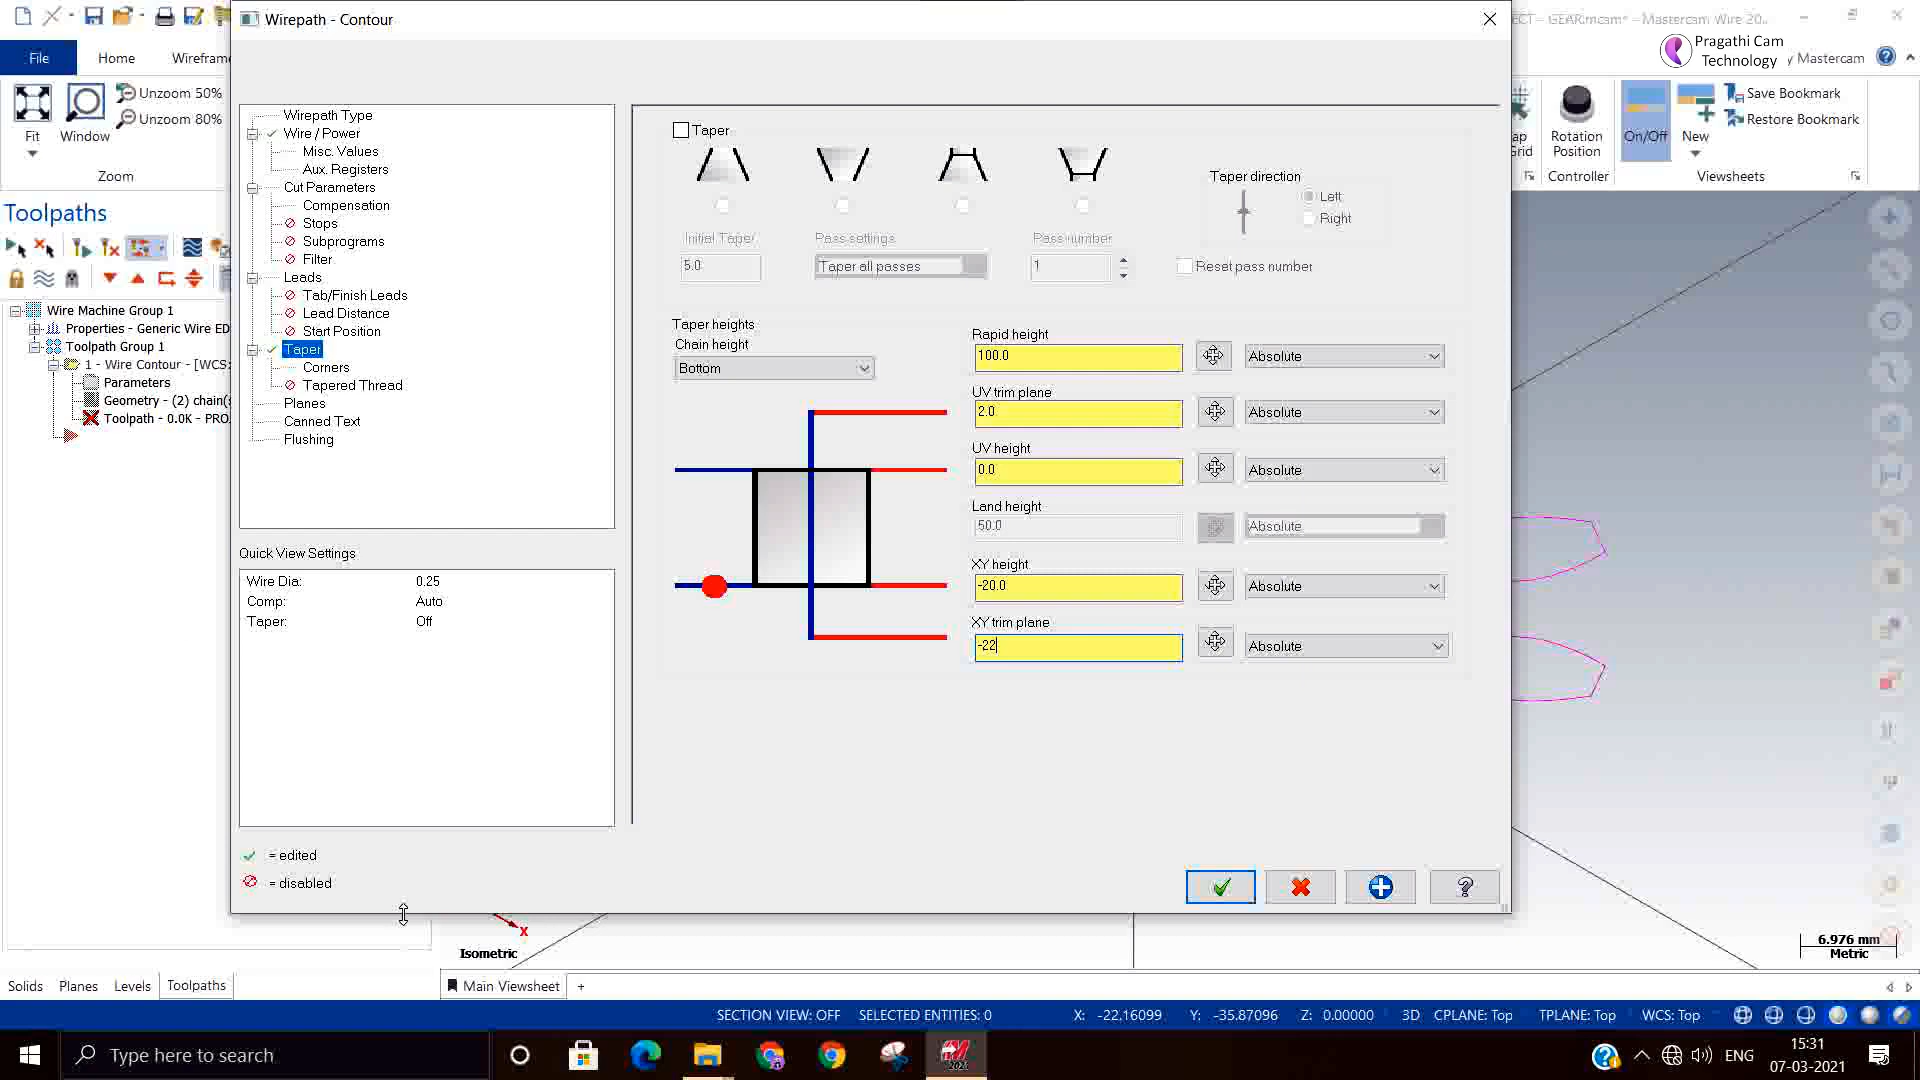 Wirepath - Contour
ECT - GEAR.mcam* - Mastercam Wire 20...
Pragathi Cam
Technology
y Mastercam
File
Home
Wirefram
Fit
Window
Unzoom 50%
Unzoom 80%
Zoom
Rotation
Position
Controller
On/Off
New
Save Bookmark
Restore Bookmark
Viewsheets
Toolpaths
Wire Machine Group 1
Properties - Generic Wire ED
Toolpath Group 1
1 - Wire Contour - [WCS:
Parameters
Geometry - (2) chain(s
Toolpath - 0.0K - PRO
Wirepath Type
Wire / Power
Misc. Values
Aux. Registers
Cut Parameters
Compensation
Stops
Subprograms
Filter
Leads
Tab/Finish Leads
Lead Distance
Start Position
Taper
Corners
Tapered Thread
Planes
Canned Text
Flushing
Quick View Settings
Wire Dia: 0.25
Comp: Auto
Taper: Off
= edited
= disabled
Taper
Taper direction
Left
Right
Initial Taper
Pass settings
Pass number
5.0
Taper all passes
1
Reset pass number
Taper heights
Chain height
Bottom
Rapid height
100.0
Absolute
UV trim plane
2.0
Absolute
UV height
0.0
Absolute
Land height
50.0
Absolute
XY height
-20.0
Absolute
XY trim plane
-22
Absolute
X
Isometric
6.976 mm
Metric
Solids
Planes
Levels
Toolpaths
Main Viewsheet
+
SECTION VIEW: OFF
SELECTED ENTITIES: 0
X: -22.16099
Y: -35.87096
Z: 0.00000
3D
CPLANE: Top
TPLANE: Top
WCS: Top
Type here to search
2021
ENG
15:31
07-03-2021